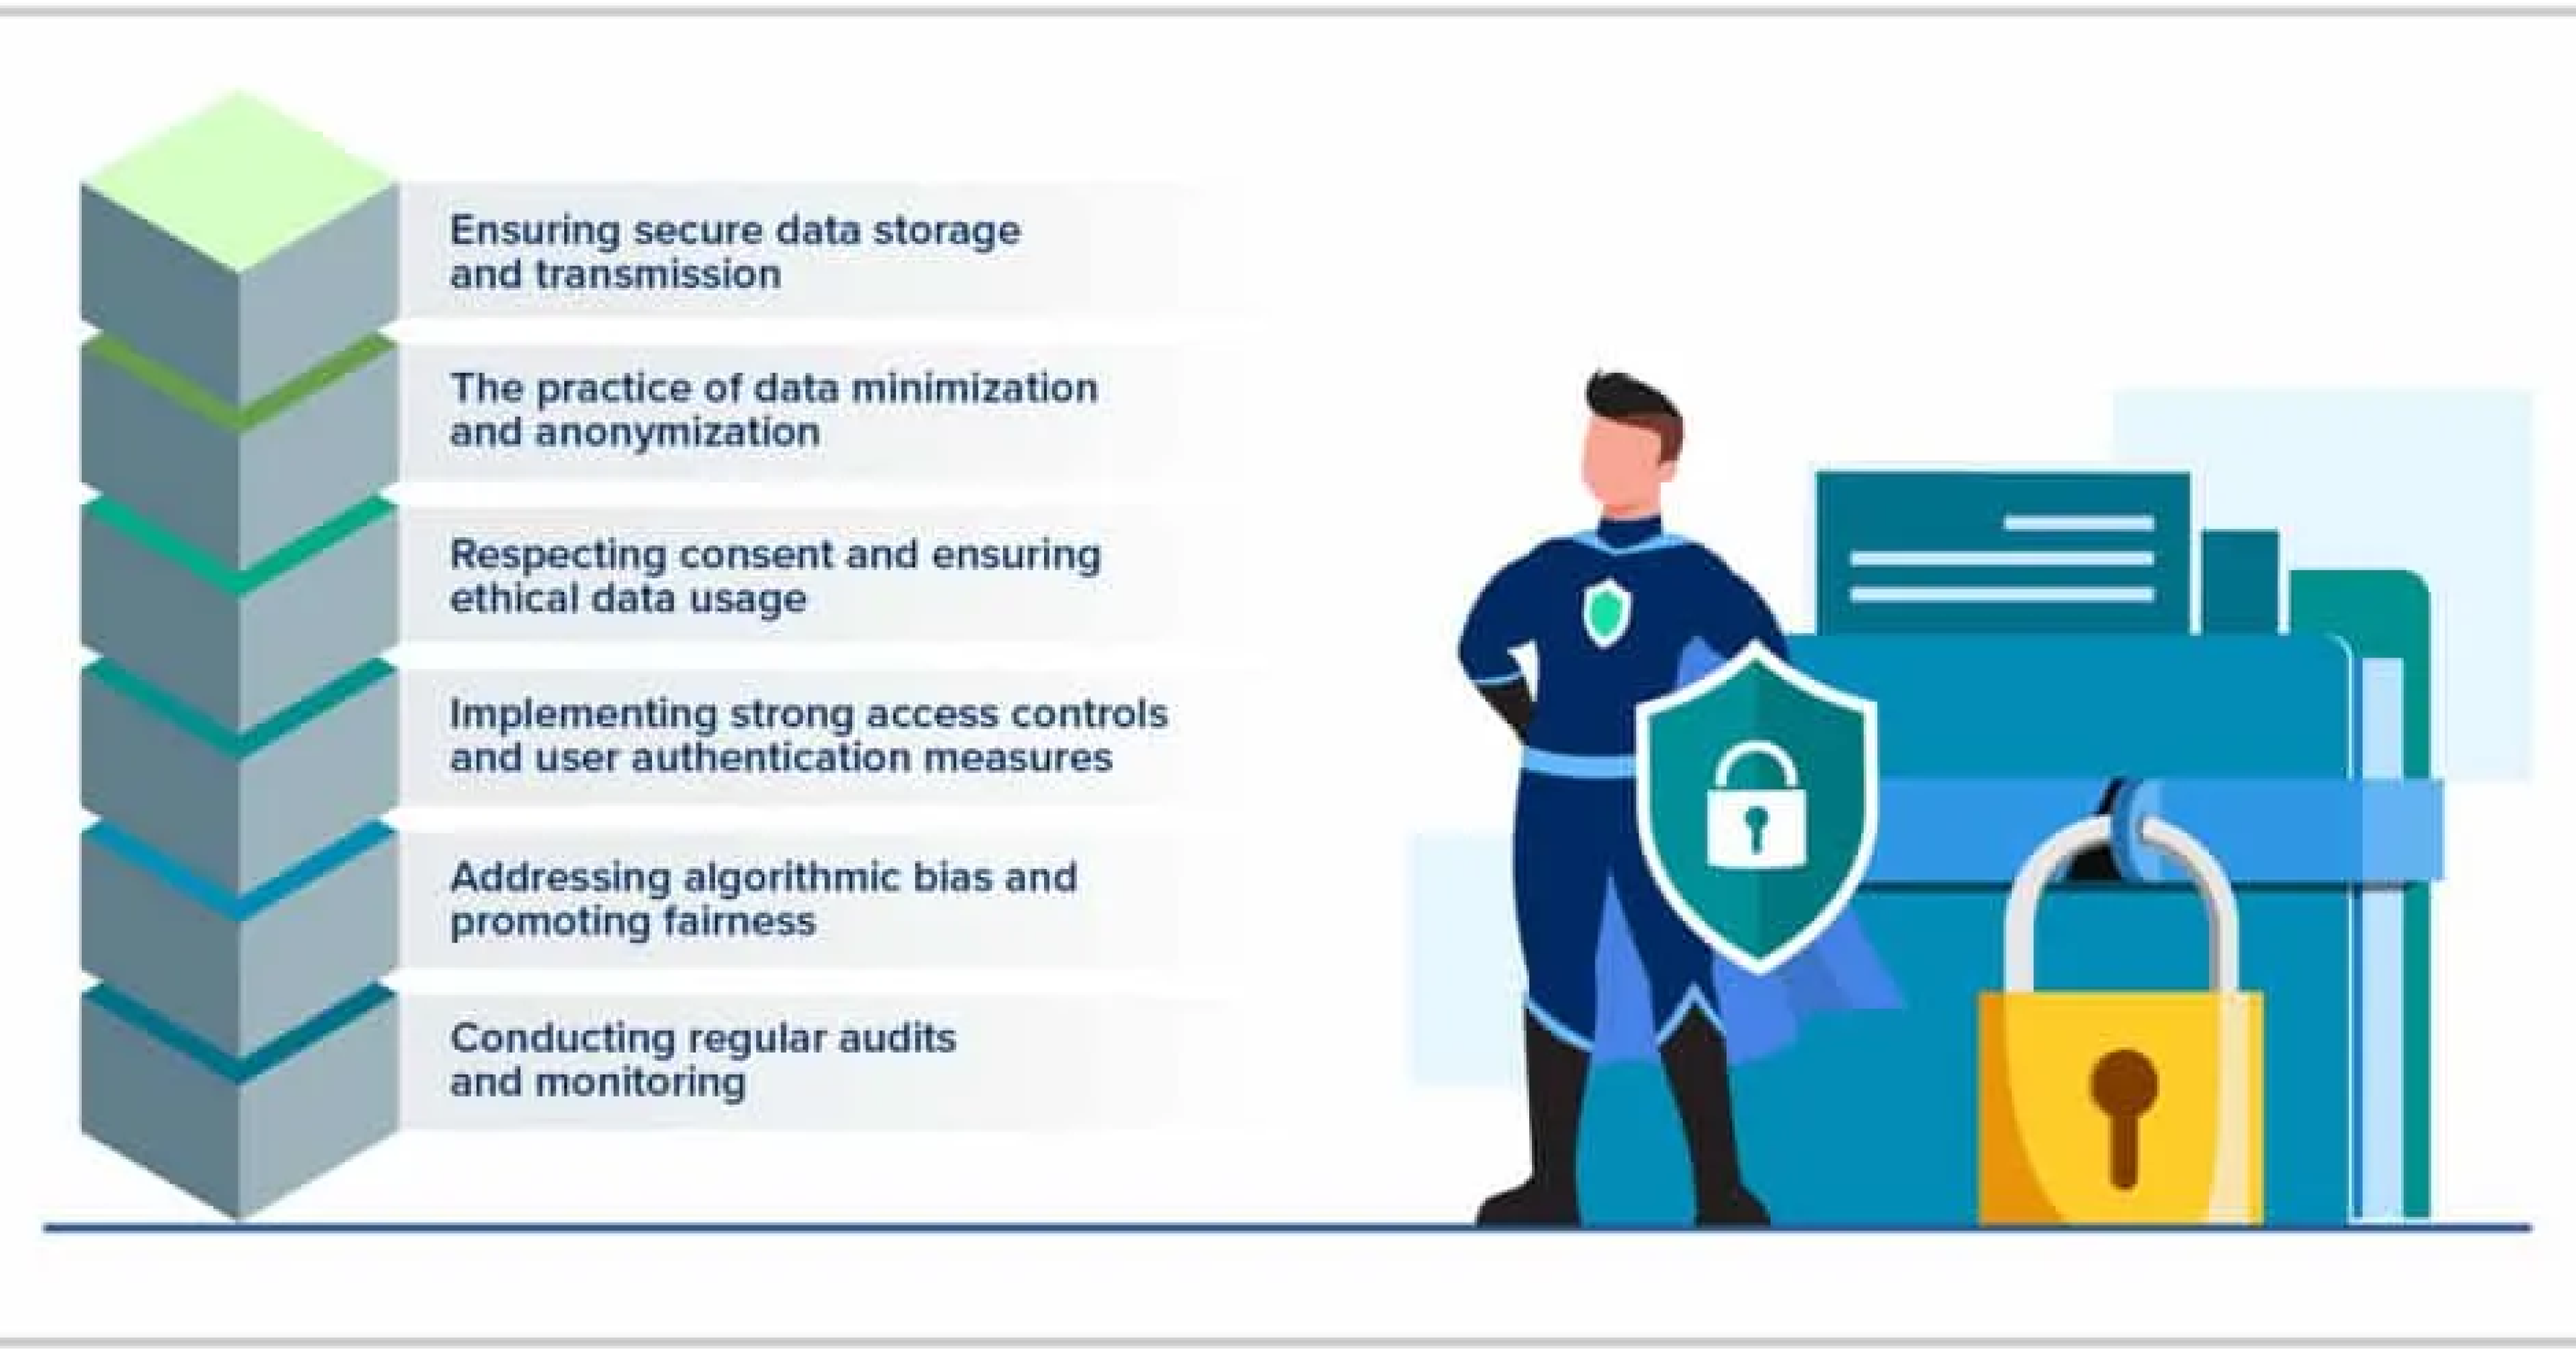 Ensuring secure data storage
and transmission
The practice of data minimization
and anonymization
Respecting consent and ensuring
ethical data usage
Implementing strong access controls
and user authentication measures
Addressing algorithmic bias and
promoting fairness
Conducting regular audits
and monitoring